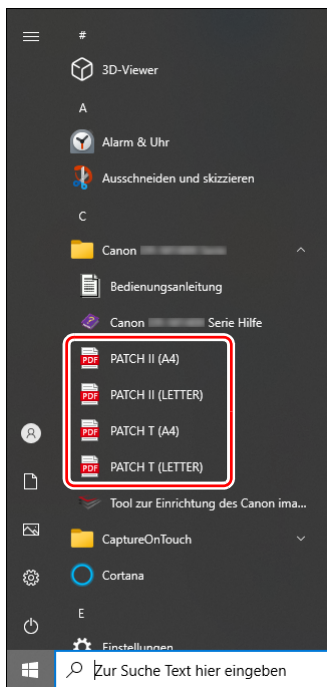 #
3D-Viewer
A
Alarm & Uhr
Ausschneiden und skizzieren
C
Canon
Bedienungsanleitung
Canon Serie Hilfe
PDF PATCH II (A4)
PDF PATCH II (LETTER)
PDF PATCH T (A4)
PDF PATCH T (LETTER)
Tool zur Einrichtung des Canon ima...
CaptureOnTouch
Cortana
E
Einstellungen
Zur Suche Text hier eingeben